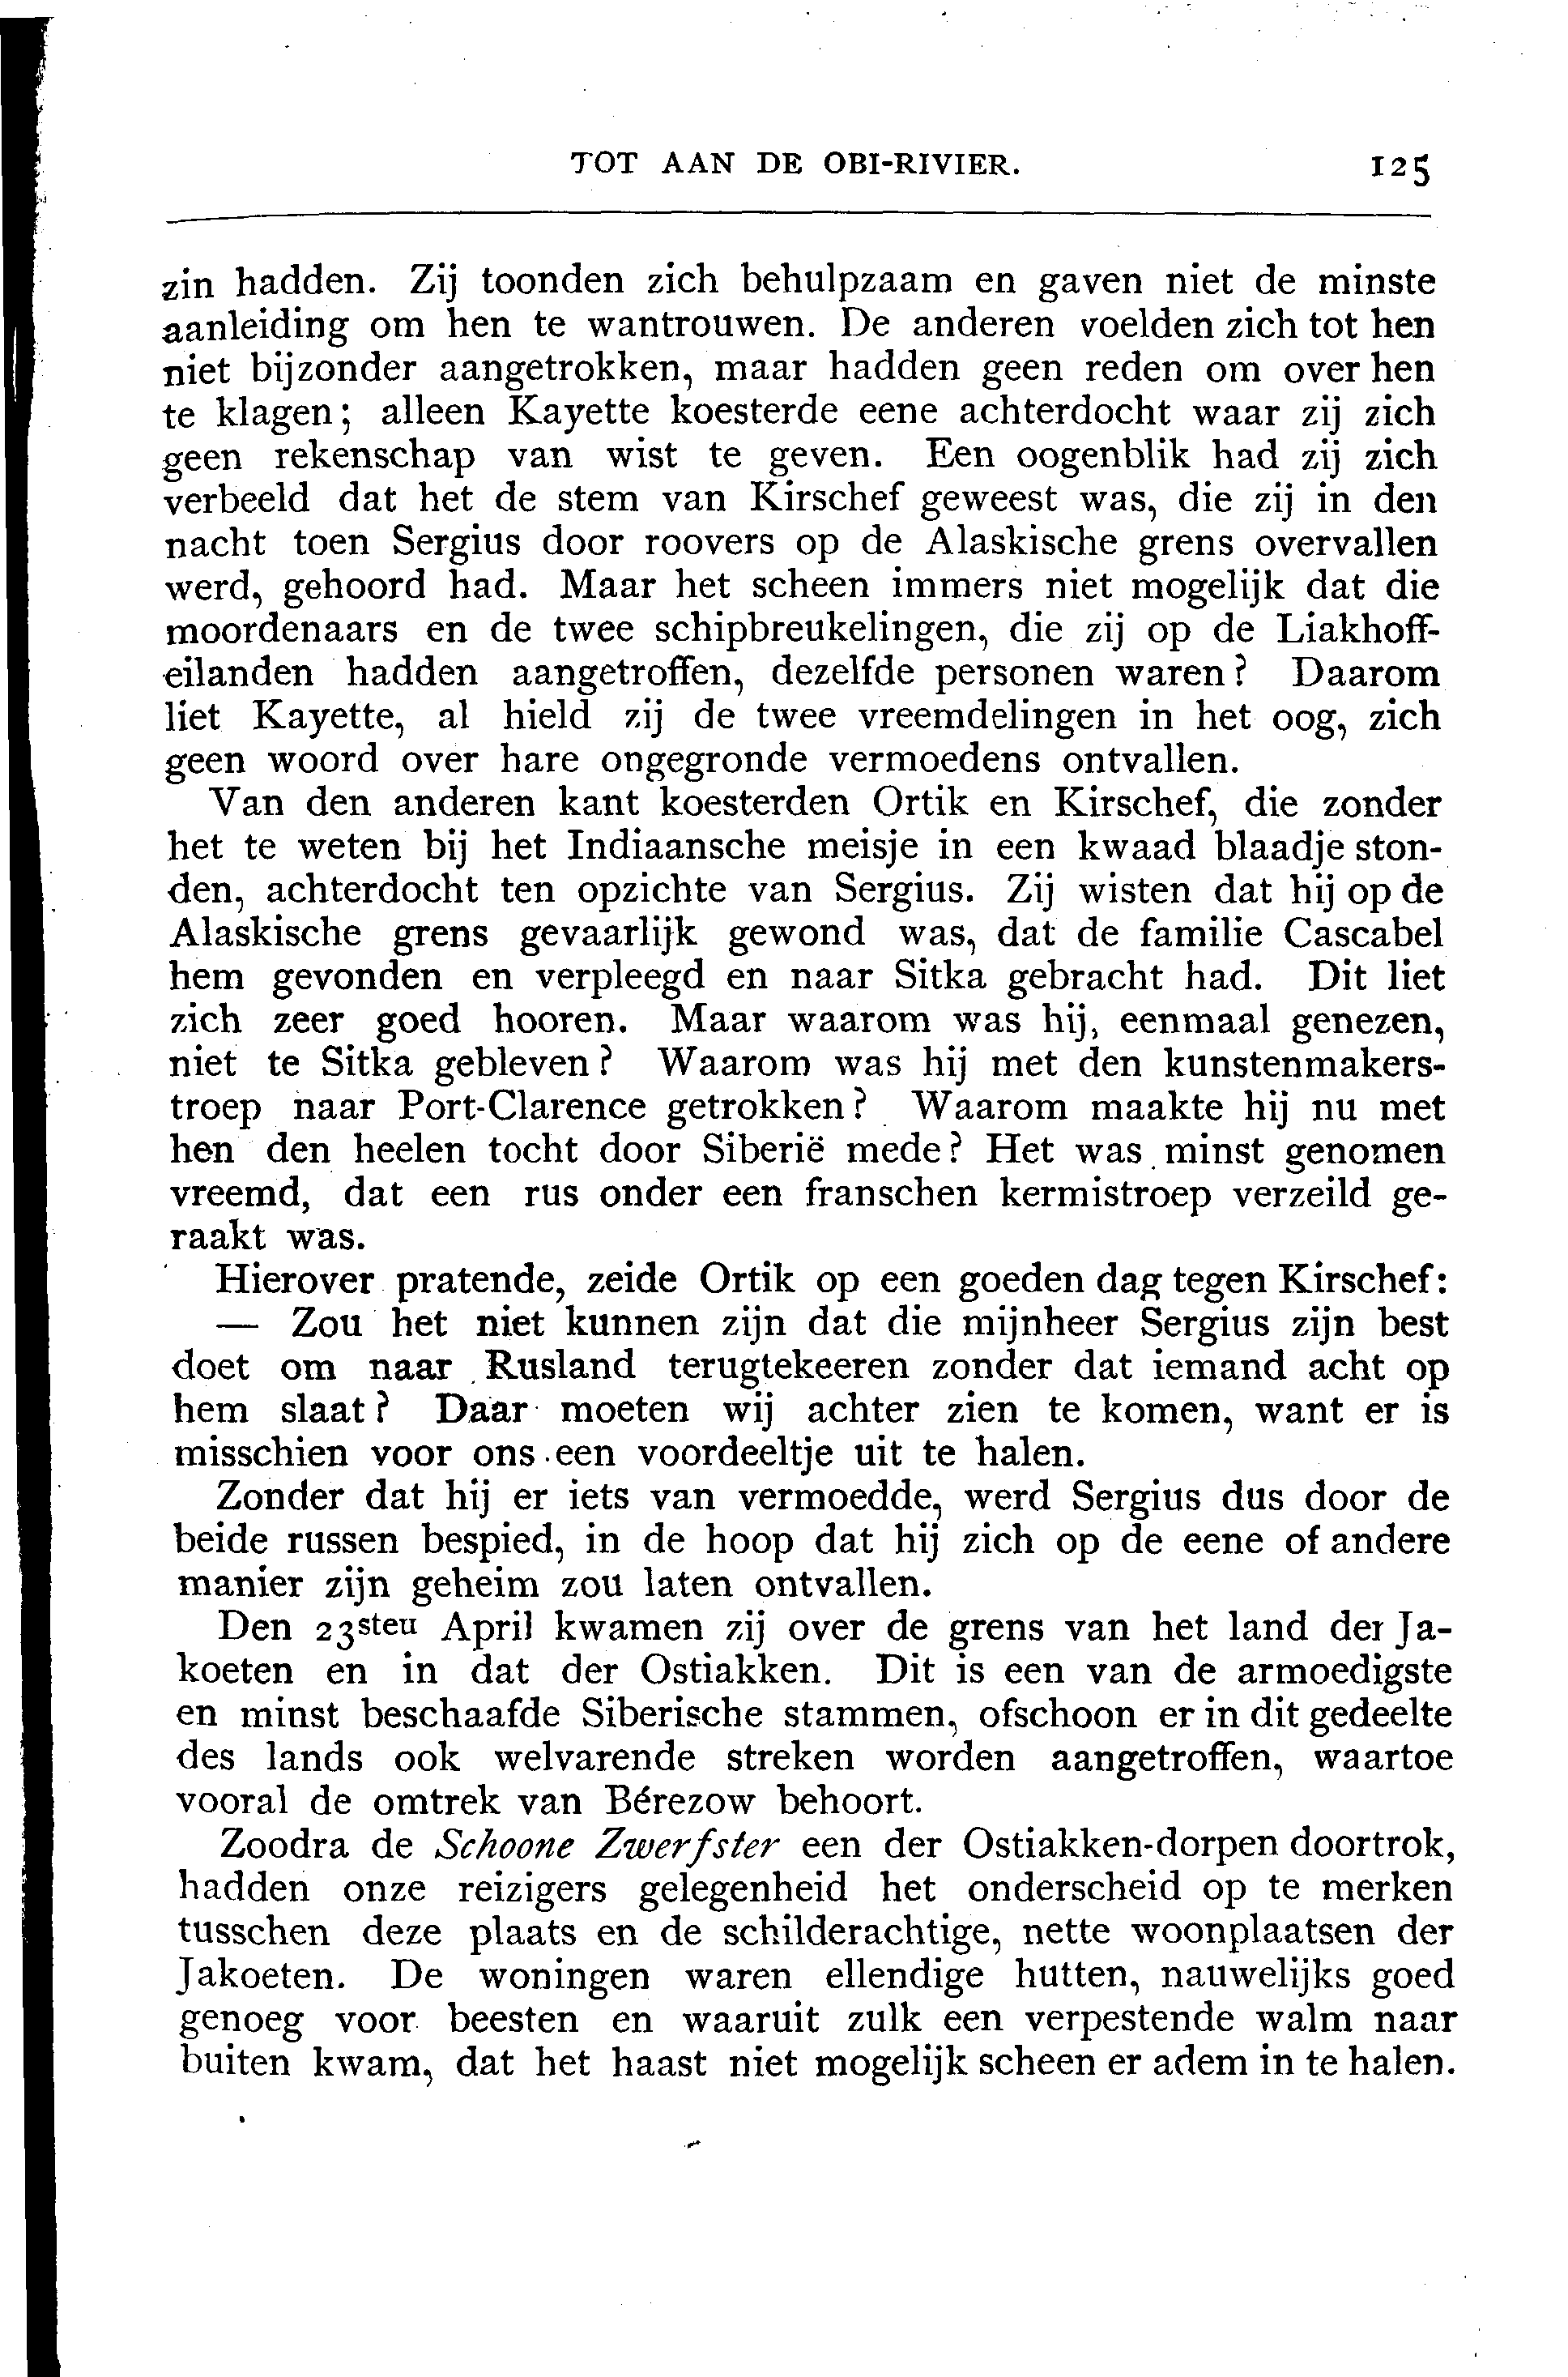 TOT AAN DE OBI-RIVIER. 125
zin hadden. Zij toonden zich behulpzaam en gaven niet de minste
aanleiding om hen te wantrouwen. De anderen voelden zich tot hen
niet bijzonder aangetrokken, maar hadden geen reden om over hen
te klagen; alleen Kayette koesterde eene achterdocht waar zij zich
geen rekenschap van wist te geven. Een oogenblik had zij zich
verbeeld dat het de stem van Kirschef geweest was, die zij in den
nacht toen Sergius door roovers op de Alaskische grens overvallen
werd, gehoord had. Maar het scheen immers niet mogelijk dat die
moordenaars en de twee schipbreukelingen, die zij op de Liakhoff-
eilanden hadden aangetroffen, dezelfde personen waren? Daarom
liet Kayette, al hield zij de twee vreemdelingen in het oog, zich
geen woord over hare ongegronde vermoedens ontvallen.
Van den anderen kant koesterden Ortik en Kirschef, die zonder
het te weten bij het Indiaansche meisje in een kwaad blaadje ston-
den, achterdocht ten opzichte van Sergius. Zij wisten dat hij op de
Alaskische grens gevaarlijk gewond was, dat de familie Cascabel
hem gevonden en verpleegd en naar Sitka gebracht had. Dit liet
zich zeer goed hooren. Maar waarom was hij, eenmaal genezen,
niet te Sitka gebleven? Waarom was hij met den kunstenmakers-
troep naar Port-Clarence getrokken? Waarom maakte hij nu met
hen den heelen tocht door Siberië mede? Het was minst genomen
vreemd, dat een rus onder een franschen kermistroep verzeild ge-
raakt was.
Hierover pratende, zeide Ortik op een goeden dag tegen Kirschef:
— Zou het niet kunnen zijn dat die mijnheer Sergius zijn best
doet om naar Rusland terugtekeeren zonder dat iemand acht op
hem slaat? Daar moeten wij achter zien te komen, want er is
misschien voor ons een voordeeltje uit te halen.
Zonder dat hij er iets van vermoedde, werd Sergius dus door de
beide russen bespied, in de hoop dat hij zich op de eene of andere
manier zijn geheim zou laten ontvallen.
Den 23steu April kwamen zij over de grens van het land der Ja-
koeten en in dat der Ostiakken. Dit is een van de armoedigste
en minst beschaafde Siberische stammen, ofschoon er in dit gedeelte
des lands ook welvarende streken worden aangetroffen, waartoe
vooral de omtrek van Bérezow behoort.
Zoodra de Schoone Zwerfster een der Ostiakken-dorpen doortrok,
hadden onze reizigers gelegenheid het onderscheid op te merken
tusschen deze plaats en de schilderachtige, nette woonplaatsen der
Jakoeten. De woningen waren ellendige hutten, nauwelijks goed
genoeg voor beesten en waaruit zulk een verpestende walm naar
buiten kwam, dat het haast niet mogelijk scheen er adem in te halen.